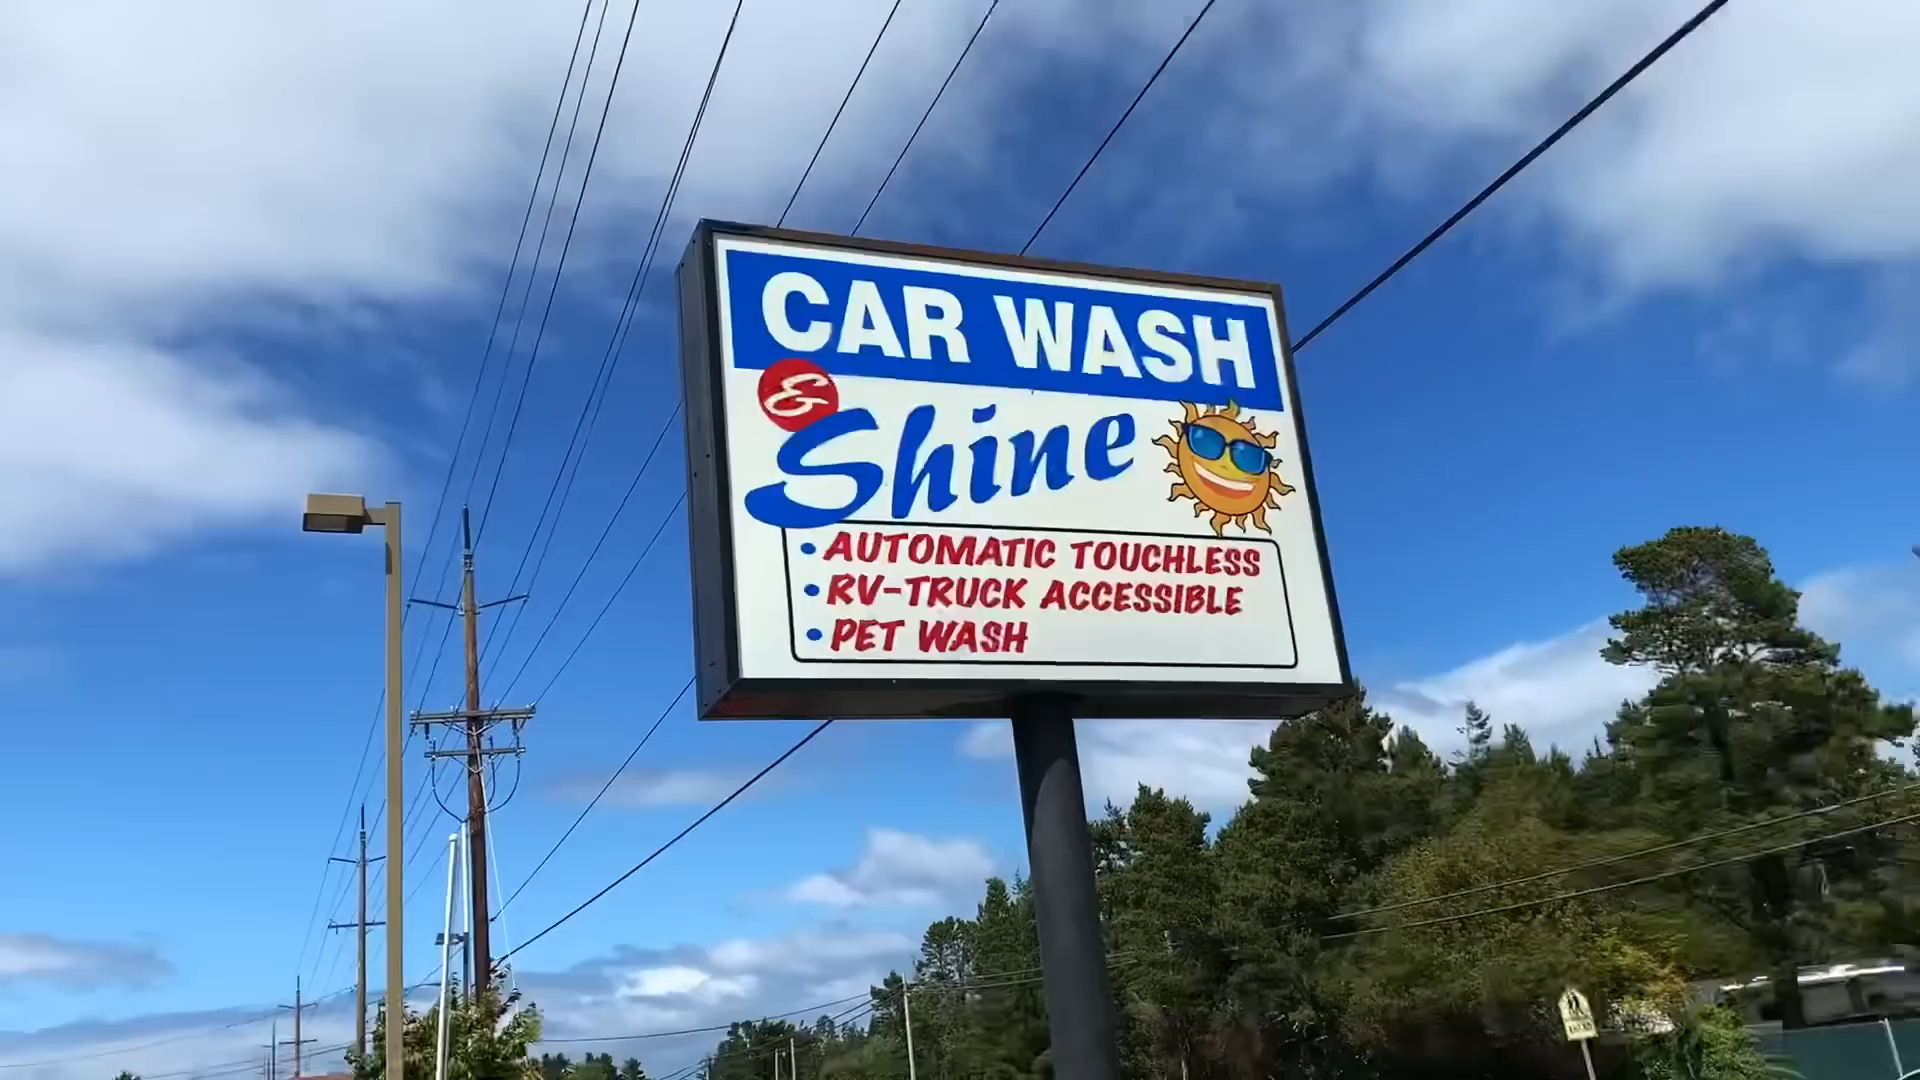 CAR WASH
&
Shine
• AUTOMATIC TOUCHLESS
• RV-TRUCK ACCESSIBLE
• PET WASH